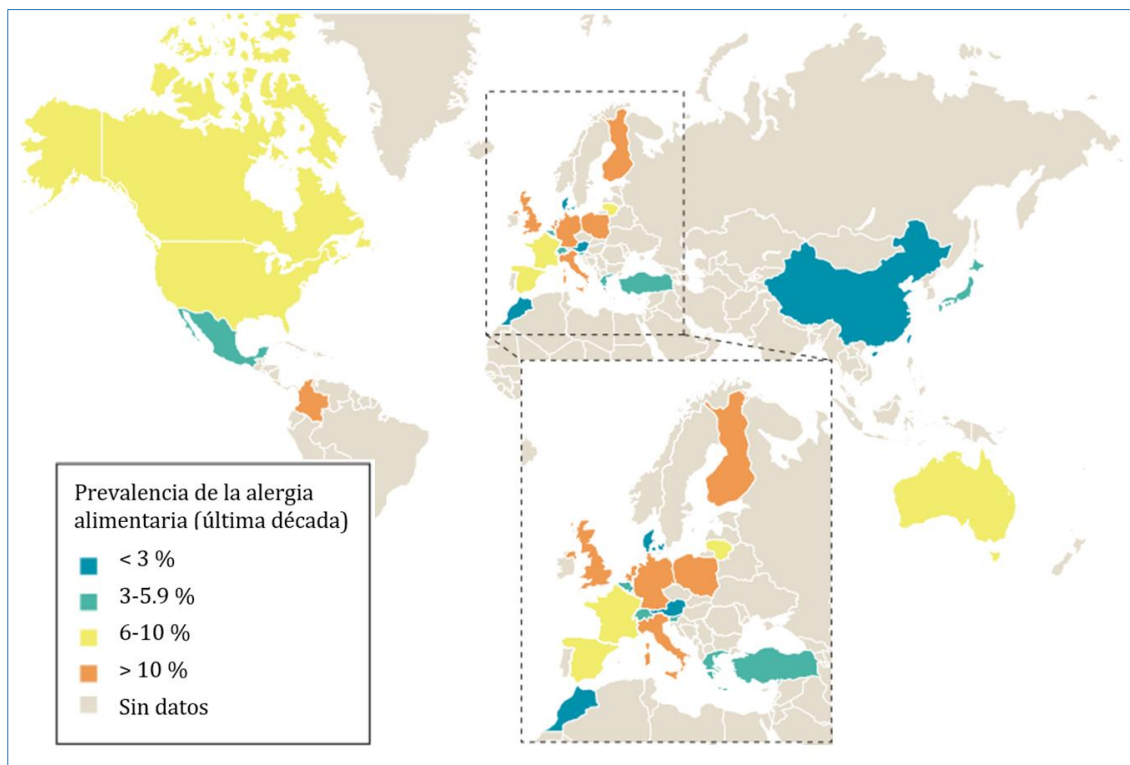 Prevalencia de la alergia
alimentaria (última década)
< 3 %
3-5.9 %
6-10 %
> 10 %
Sin datos